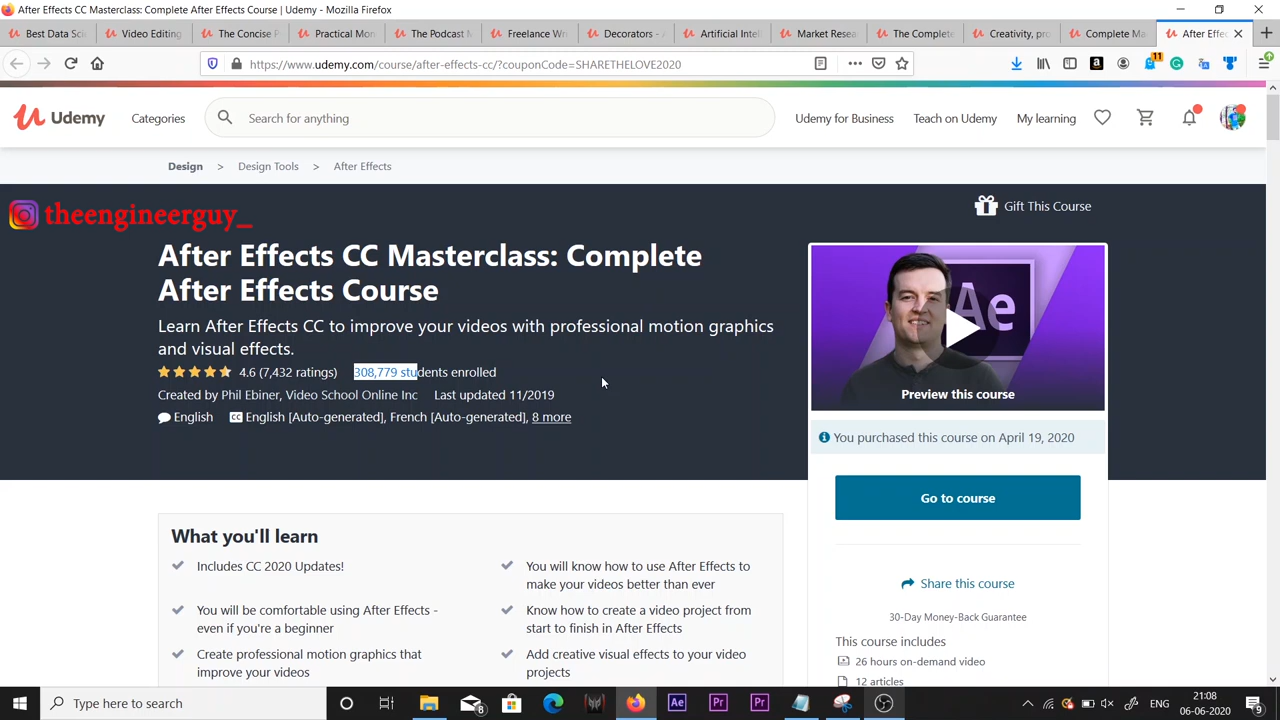 After Effects CC Masterclass: Complete After Effects Course | Udemy - Mozilla Firefox
Best Data Sci
Video Editing
The Concise P
Practical Mon
The Podcast M
Freelance Wri
Decorators - A
Artificial Intell
Market Resea
The Complete
Creativity, pro
Complete Ma
After Effec
https://www.udemy.com/course/after-effects-cc/?couponCode=SHARETHELOVE2020
11
Udemy
Categories
Search for anything
Udemy for Business
Teach on Udemy
My learning
Design > Design Tools > After Effects
theengineerguy_
Gift This Course
After Effects CC Masterclass: Complete
After Effects Course
Learn After Effects CC to improve your videos with professional motion graphics
and visual effects.
4.6 (7,432 ratings) 308,779 students enrolled
Created by Phil Ebiner, Video School Online Inc Last updated 11/2019
English CC English [Auto-generated], French [Auto-generated], 8 more
Ae
Preview this course
You purchased this course on April 19, 2020
Go to course
Share this course
30-Day Money-Back Guarantee
This course includes
26 hours on-demand video
12 articles
What you'll learn
Includes CC 2020 Updates!
You will know how to use After Effects to
make your videos better than ever
You will be comfortable using After Effects -
even if you're a beginner
Know how to create a video project from
start to finish in After Effects
Create professional motion graphics that
improve your videos
Add creative visual effects to your video
projects
Type here to search
8
Ae
Pr
Pr
ENG
21:08
06-06-2020
9